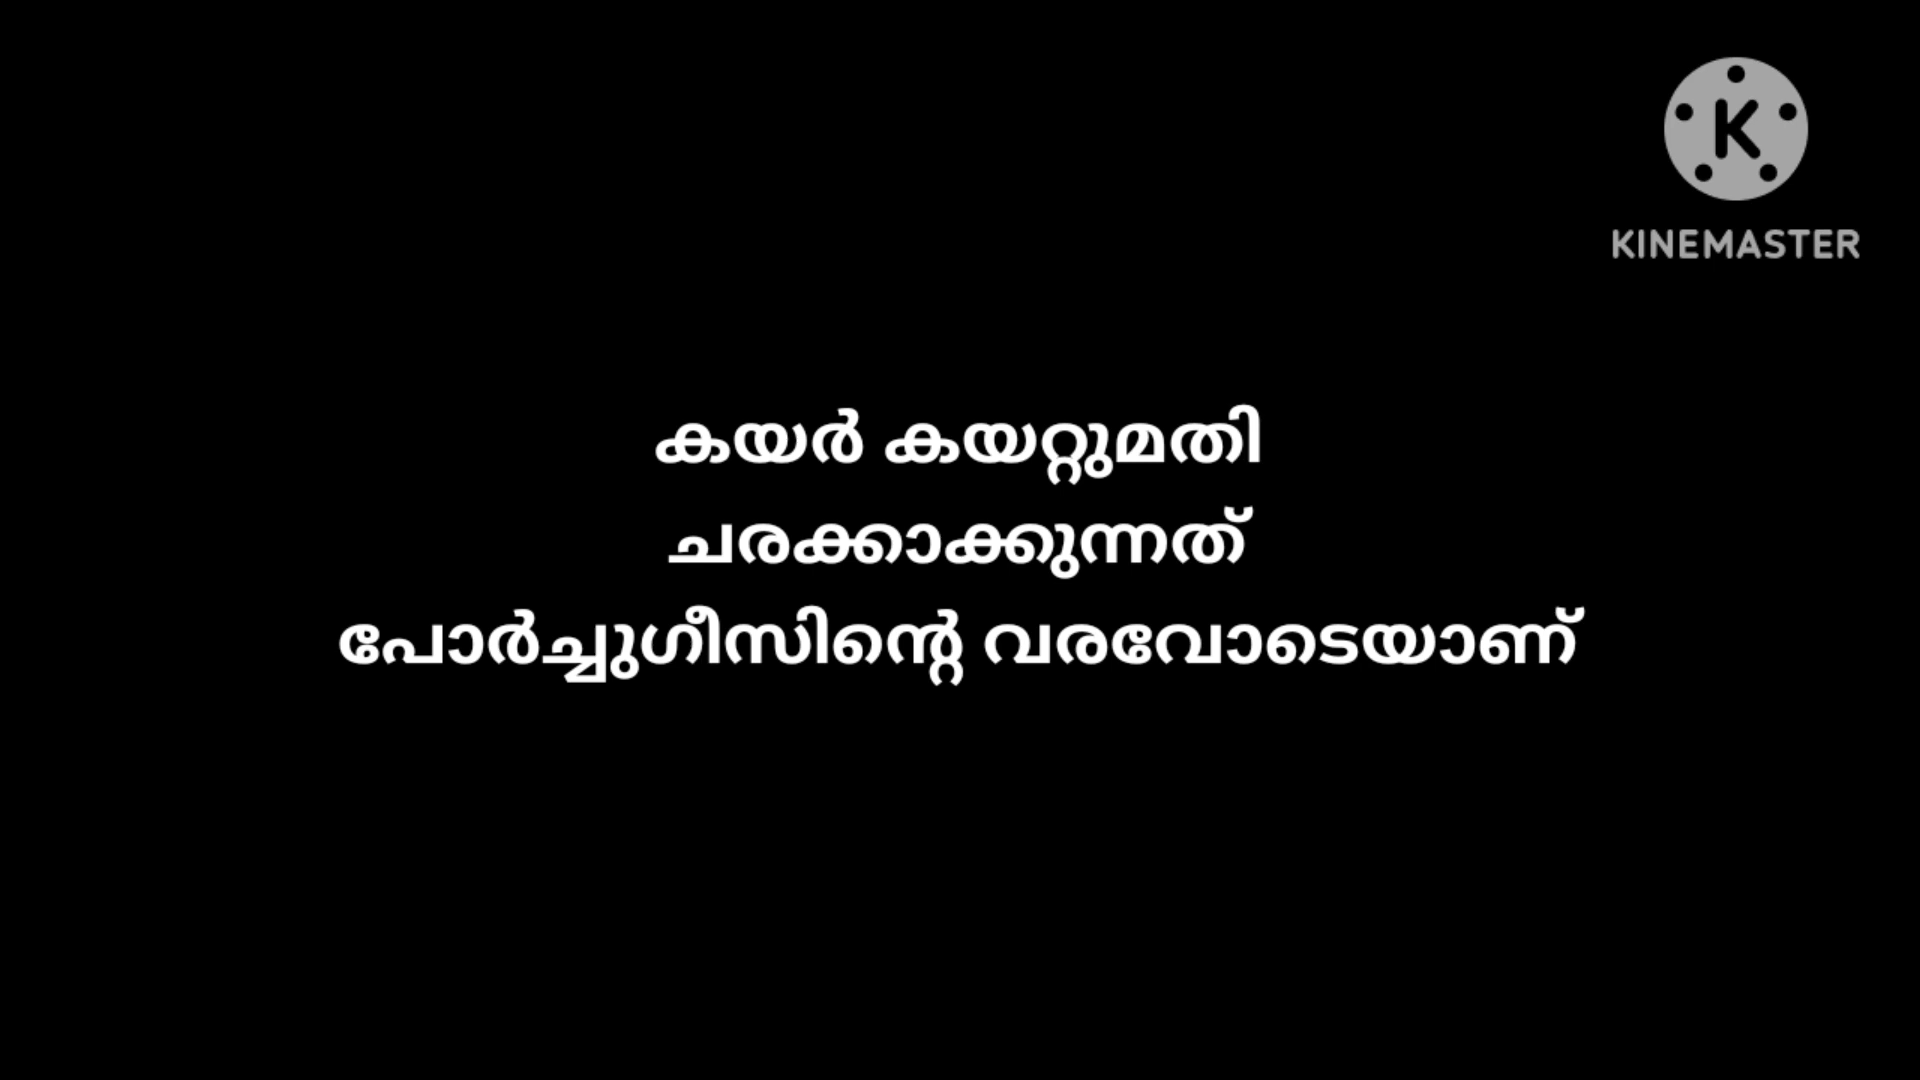 KINEMASTER
കയർ കയറ്റുമതി
ചരക്കാക്കുന്നത്
പോർച്ചുഗീസിന്റെ വരവോടെയാണ്